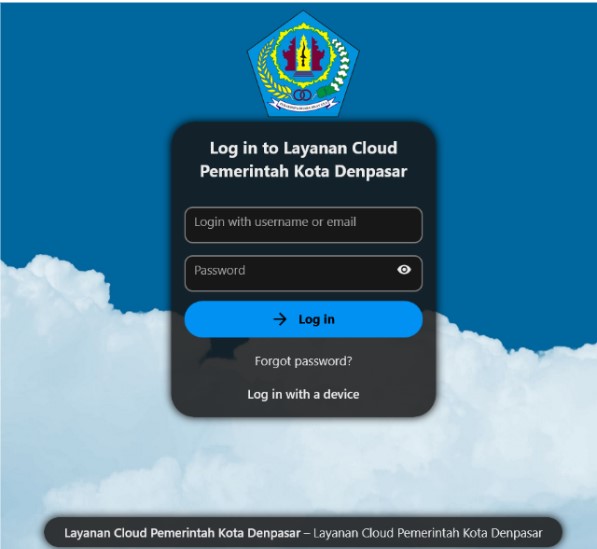 Log in to Layanan Cloud
Pemerintah Kota Denpasar
Login with username or email
Password
Log in
Forgot password?
Log in with a device
Layanan Cloud Pemerintah Kota Denpasar – Layanan Cloud Pemerintah Kota Denpasar